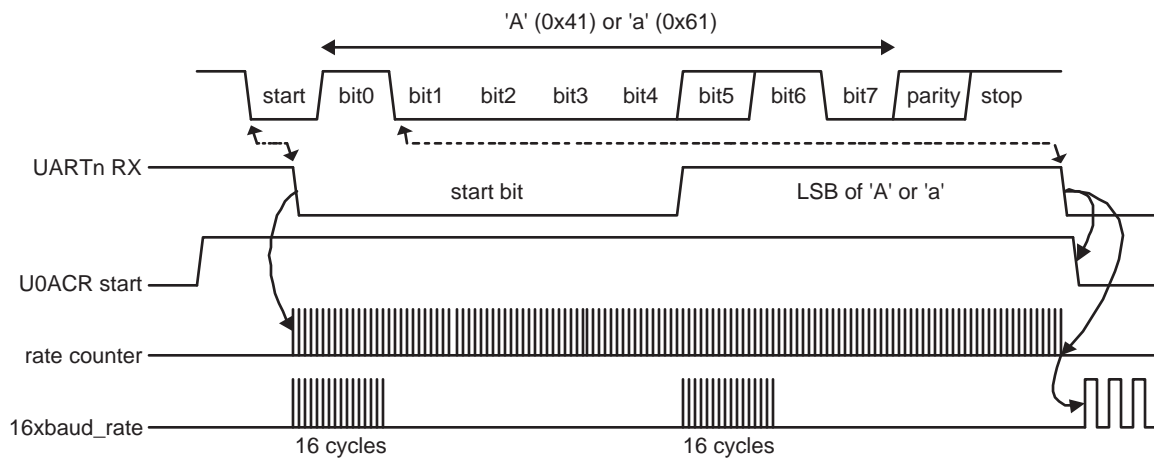 'A' (0x41) or 'a' (0x61)
start bit0 bit1 bit2 bit3 bit4 bit5 bit6 bit7 parity stop
UARTn RX
start bit
LSB of 'A' or 'a'
U0ACR start
rate counter
16xbaud_rate
16 cycles
16 cycles